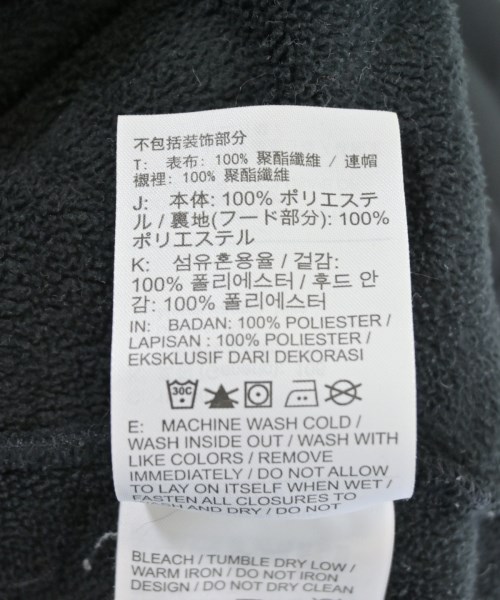 不包括装饰部分
T: 表布: 100% 聚酯纖維 / 連帽
襯裡: 100% 聚酯纖維
J: 本体: 100% ポリエステ
ル / 裏地(フード部分): 100%
ポリエステル
K: 섬유혼용율 / 겉감:
100% 폴리에스터 / 후드 안
감: 100% 폴리에스터
IN: BADAN: 100% POLIESTER /
LAPISAN : 100% POLIESTER /
EKSKLUSIF DARI DEKORASI
30C
E: MACHINE WASH COLD /
WASH INSIDE OUT / WASH WITH
LIKE COLORS / REMOVE
IMMEDIATELY / DO NOT ALLOW
TO LAY ON ITSELF WHEN WET /
FASTEN ALL CLOSURES TO
WASH AND DRY / DO NOT
BLEACH / TUMBLE DRY LOW /
WARM IRON / DO NOT IRON
DESIGN / DO NOT DRY CLEAN